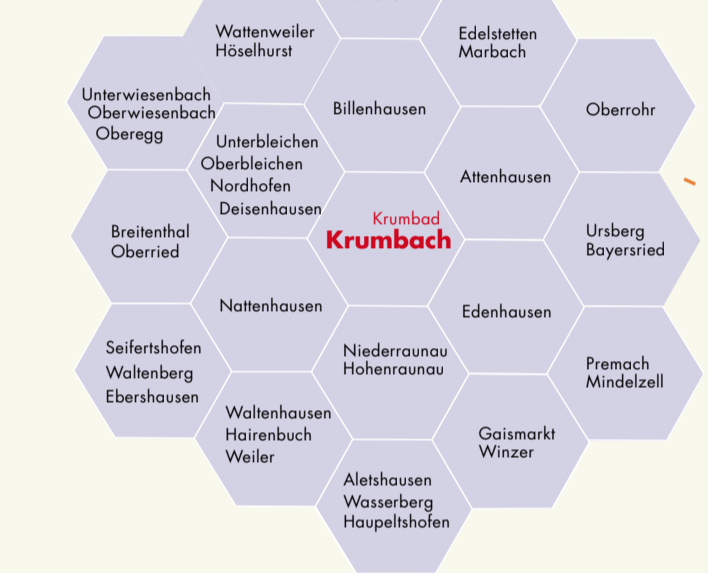 Wattenweiler
Höselhurst
Edelstetten
Marbach
Unterwiesenbach
Oberwiesenbach
Oberegg
Billenhausen
Oberrohr
Unterbleichen
Oberbleichen
Nordhofen
Deisenhausen
Attenhausen
Krumbad
Krumbach
Breitenthal
Oberried
Ursberg
Bayersried
Nattenhausen
Edenhausen
Seifertshofen
Waltenberg
Ebershausen
Niederraunau
Hohenraunau
Premach
Mindelzell
Waltenhausen
Hairenbuch
Weiler
Gaismarkt
Winzer
Aletshausen
Wasserberg
Haupeltshofen